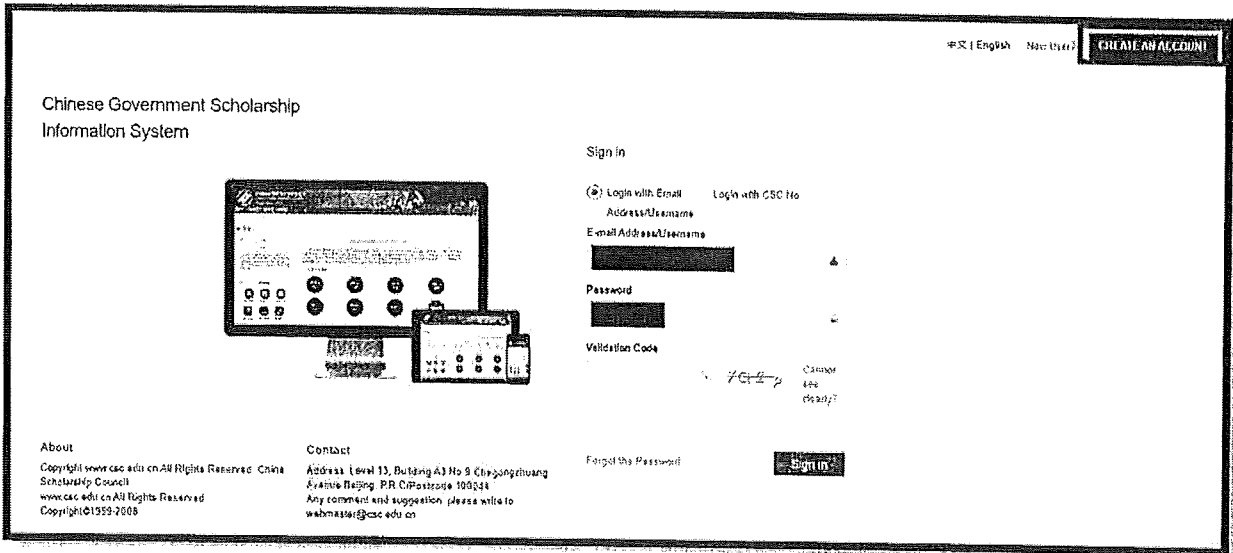 中文 | English New User? CREATE AN ACCOUNT
Chinese Government Scholarship
Information System
Sign in
Login with Email Login with CSC No
Address/Username
E-mail Address/Username
Password
Validation Code
Cannot
see
clearly?
Forgot the Password
Sign in
About
Copyright www.csc.edu.cn All Rights Reserved China
Scholarship Council
www.csc.edu.cn All Rights Reserved
Copyright©1999-2008
Contact
Address: Level 13, Building A3 No 9 Chegongzhuang
Avenue Beijing, P.R.C/Postcode 100044
Any comment and suggestion, please write to
webmaster@csc.edu.cn